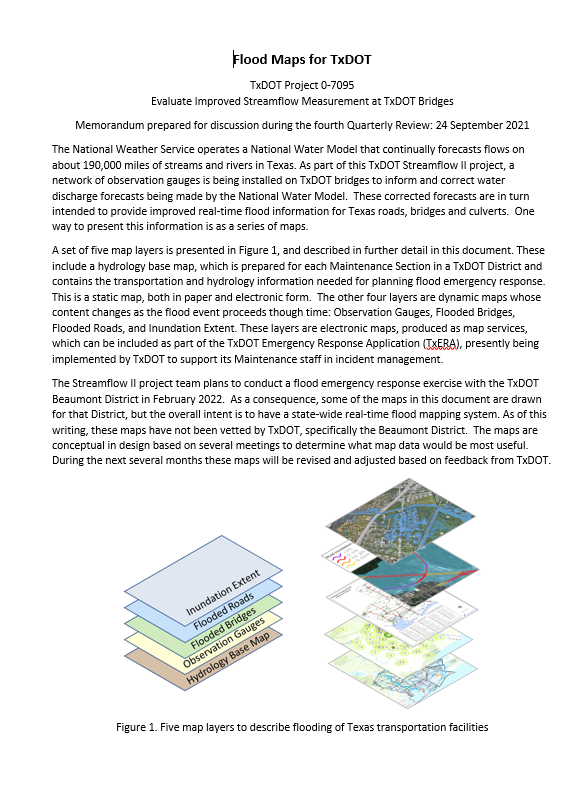 Flood Maps for TxDOT
TxDOT Project 0-7095
Evaluate Improved Streamflow Measurement at TxDOT Bridges
Memorandum prepared for discussion during the fourth Quarterly Review: 24 September 2021
The National Weather Service operates a National Water Model that continually forecasts flows on
about 190,000 miles of streams and rivers in Texas. As part of this TxDOT Streamflow II project, a
network of observation gauges is being installed on TxDOT bridges to inform and correct water
discharge forecasts being made by the National Water Model. These corrected forecasts are in turn
intended to provide improved real-time flood information for Texas roads, bridges and culverts. One
way to present this information is as a series of maps.
A set of five map layers is presented in Figure 1, and described in further detail in this document. These
include a hydrology base map, which is prepared for each Maintenance Section in a TxDOT District and
contains the transportation and hydrology information needed for planning flood emergency response.
This is a static map, both in paper and electronic form. The other four layers are dynamic maps whose
content changes as the flood event proceeds though time: Observation Gauges, Flooded Bridges,
Flooded Roads, and Inundation Extent. These layers are electronic maps, produced as map services,
which can be included as part of the TxDOT Emergency Response Application (TxERA), presently being
implemented by TxDOT to support its Maintenance staff in incident management.
The Streamflow II project team plans to conduct a flood emergency response exercise with the TxDOT
Beaumont District in February 2022. As a consequence, some of the maps in this document are drawn
for that District, but the overall intent is to have a state-wide real-time flood mapping system. As of this
writing, these maps have not been vetted by TxDOT, specifically the Beaumont District. The maps are
conceptual in design based on several meetings to determine what map data would be most useful.
During the next several months these maps will be revised and adjusted based on feedback from TxDOT.
Inundation Extent
Flooded Roads
Flooded Bridges
Observation Gauges
Hydrology Base Map
Figure 1. Five map layers to describe flooding of Texas transportation facilities